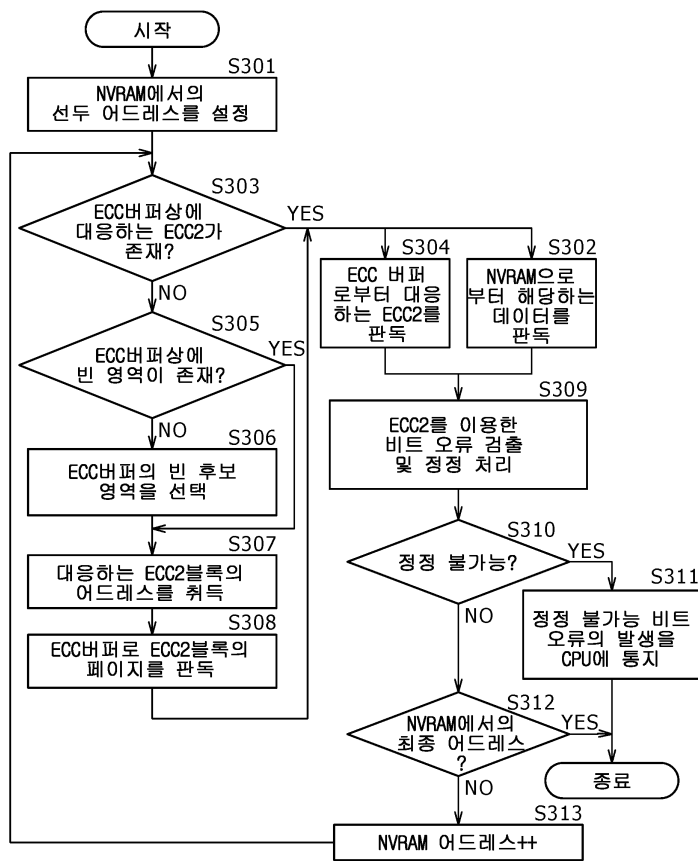 시작
S301
NVRAM에서의
선두 어드레스를 설정
S303
ECC버퍼상에
대응하는 ECC2가
존재?
YES
NO
S304
ECC 버퍼
로부터 대응
하는 ECC2를
판독
S302
NVRAM으로
부터 해당하는
데이터를
판독
S305
ECC버퍼상에
빈 영역이 존재?
YES
NO
S306
ECC버퍼의 빈 후보
영역을 선택
S307
대응하는 ECC2블록의
어드레스를 취득
S308
ECC버퍼로 ECC2블록의
페이지를 판독
S309
ECC2를 이용한
비트 오류 검출
및 정정 처리
S310
정정 불가능?
YES
NO
S311
정정 불가능 비트
오류의 발생을
CPU에 통지
S312
NVRAM에서의
최종 어드레스
?
YES
NO
종료
S313
NVRAM 어드레스++